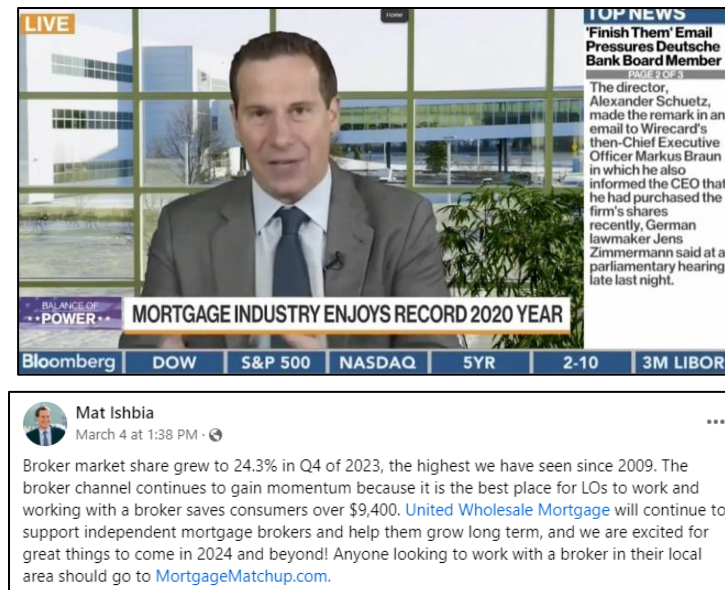 LIVE
Home
TOP NEWS
'Finish Them' Email
Pressures Deutsche
Bank Board Member
PAGE 2 OF 3
The director,
Alexander Schuetz,
made the remark in an
email to Wirecard's
then-Chief Executive
Officer Markus Braun
in which he also
informed the CEO that
he had purchased the
firm's shares
recently, German
lawmaker Jens
Zimmermann said at a
parliamentary hearing
late last night.
BALANCE OF
POWER
MORTGAGE INDUSTRY ENJOYS RECORD 2020 YEAR
Bloomberg DOW S&P 500 NASDAQ 5YR 2-10 3M LIBOR
Mat Ishbia
March 4 at 1:38 PM ·
Broker market share grew to 24.3% in Q4 of 2023, the highest we have seen since 2009. The
broker channel continues to gain momentum because it is the best place for LOs to work and
working with a broker saves consumers over $9,400. United Wholesale Mortgage will continue to
support independent mortgage brokers and help them grow long term, and we are excited for
great things to come in 2024 and beyond! Anyone looking to work with a broker in their local
area should go to MortgageMatchup.com.